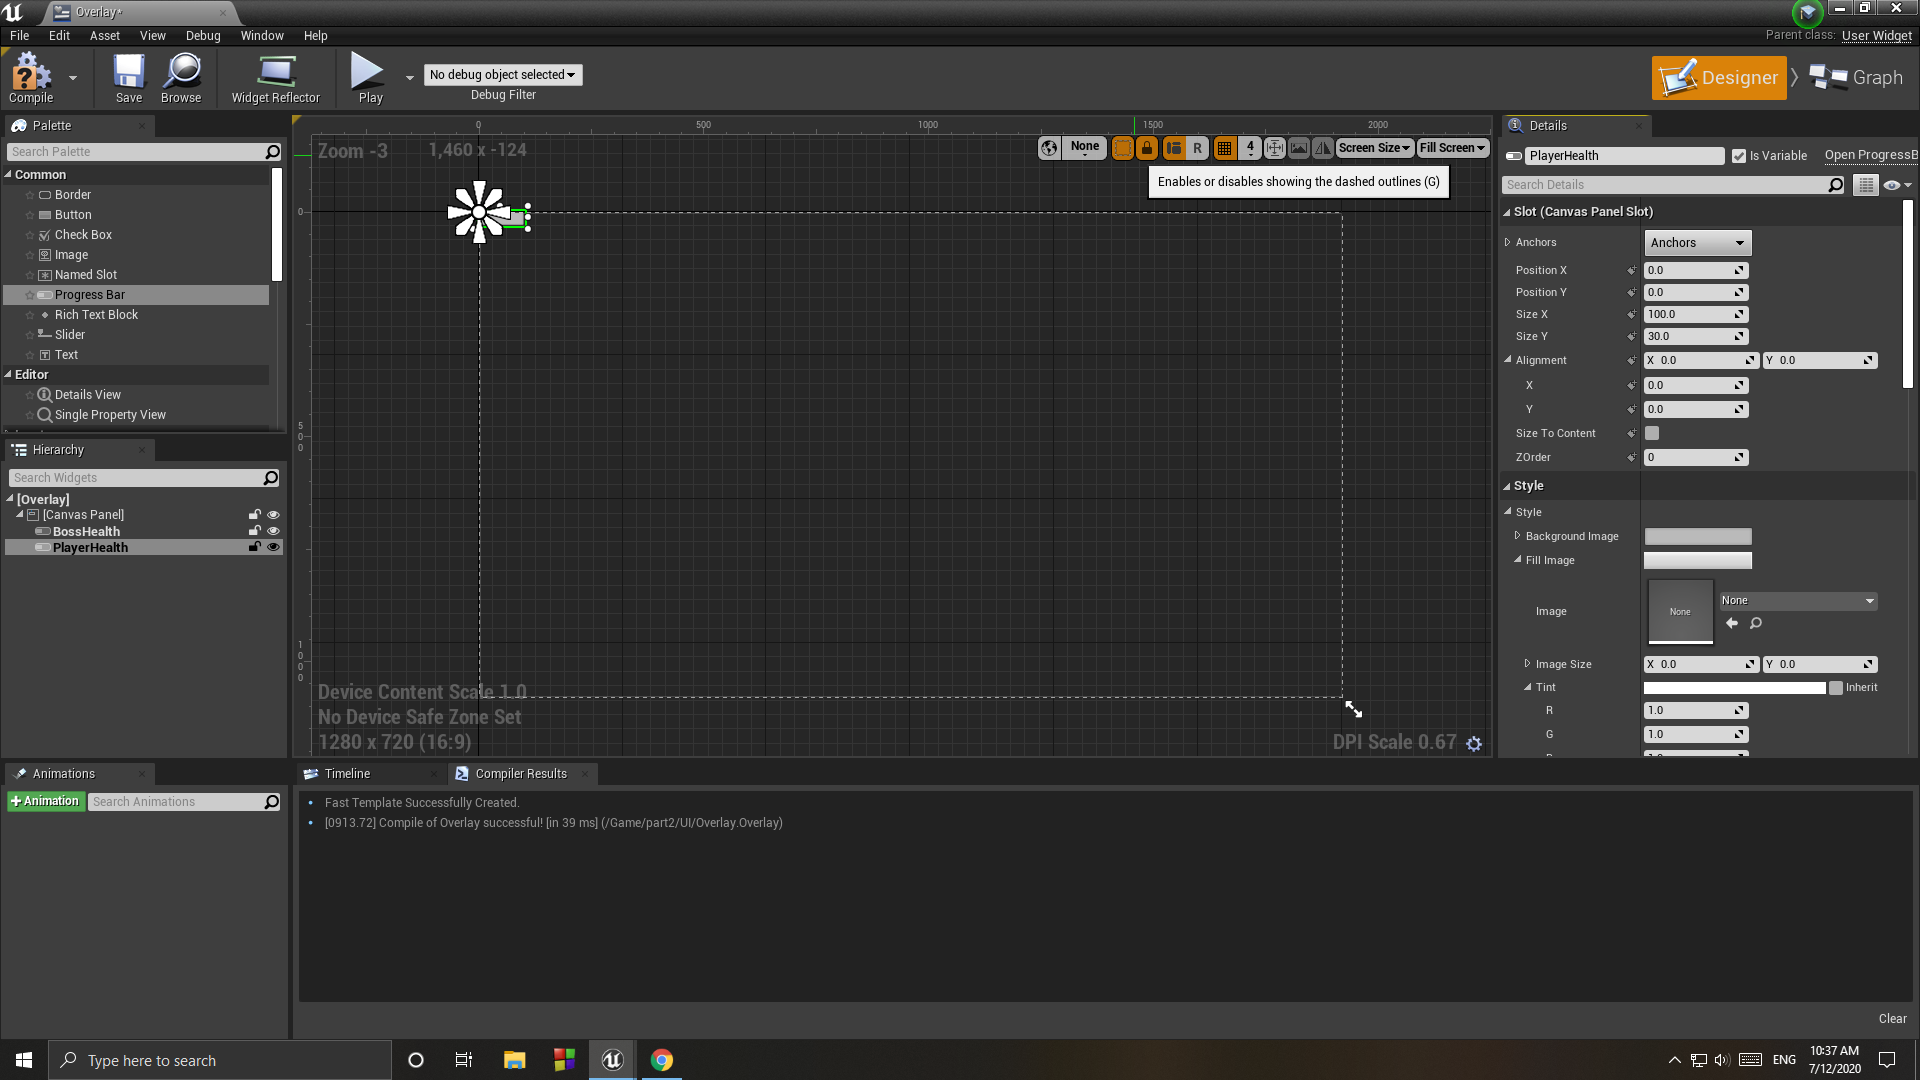 Overlay*
File Edit Asset View Debug Window Help
Parent class: User Widget
Compile
Save
Browse
Widget Reflector
Play
No debug object selected
Debug Filter
Designer
Graph
Palette
Search Palette
Common
Border
Button
Check Box
Image
Named Slot
Progress Bar
Rich Text Block
Slider
Text
Editor
Details View
Single Property View
Hierarchy
Search Widgets
[Overlay]
[Canvas Panel]
BossHealth
PlayerHealth
0 500 1000 1500 2000
Zoom -3 1,460 x -124
None R 4 Screen Size Fill Screen
Enables or disables showing the dashed outlines (G)
0
500
1000
Device Content Scale 1.0
No Device Safe Zone Set
1280 x 720 (16:9)
DPI Scale 0.67
Details
PlayerHealth Is Variable Open ProgressB
Search Details
Slot (Canvas Panel Slot)
Anchors Anchors
Position X 0.0
Position Y 0.0
Size X 100.0
Size Y 30.0
Alignment X 0.0 Y 0.0
X 0.0
Y 0.0
Size To Content
ZOrder 0
Style
Style
Background Image
Fill Image
Image None None
Image Size X 0.0 Y 0.0
Tint Inherit
R 1.0
G 1.0
Animations
+Animation Search Animations
Timeline
Compiler Results
• Fast Template Successfully Created.
• [0913.72] Compile of Overlay successful! [in 39 ms] (/Game/part2/UI/Overlay.Overlay)
Clear
Type here to search
ENG
10:37 AM
7/12/2020